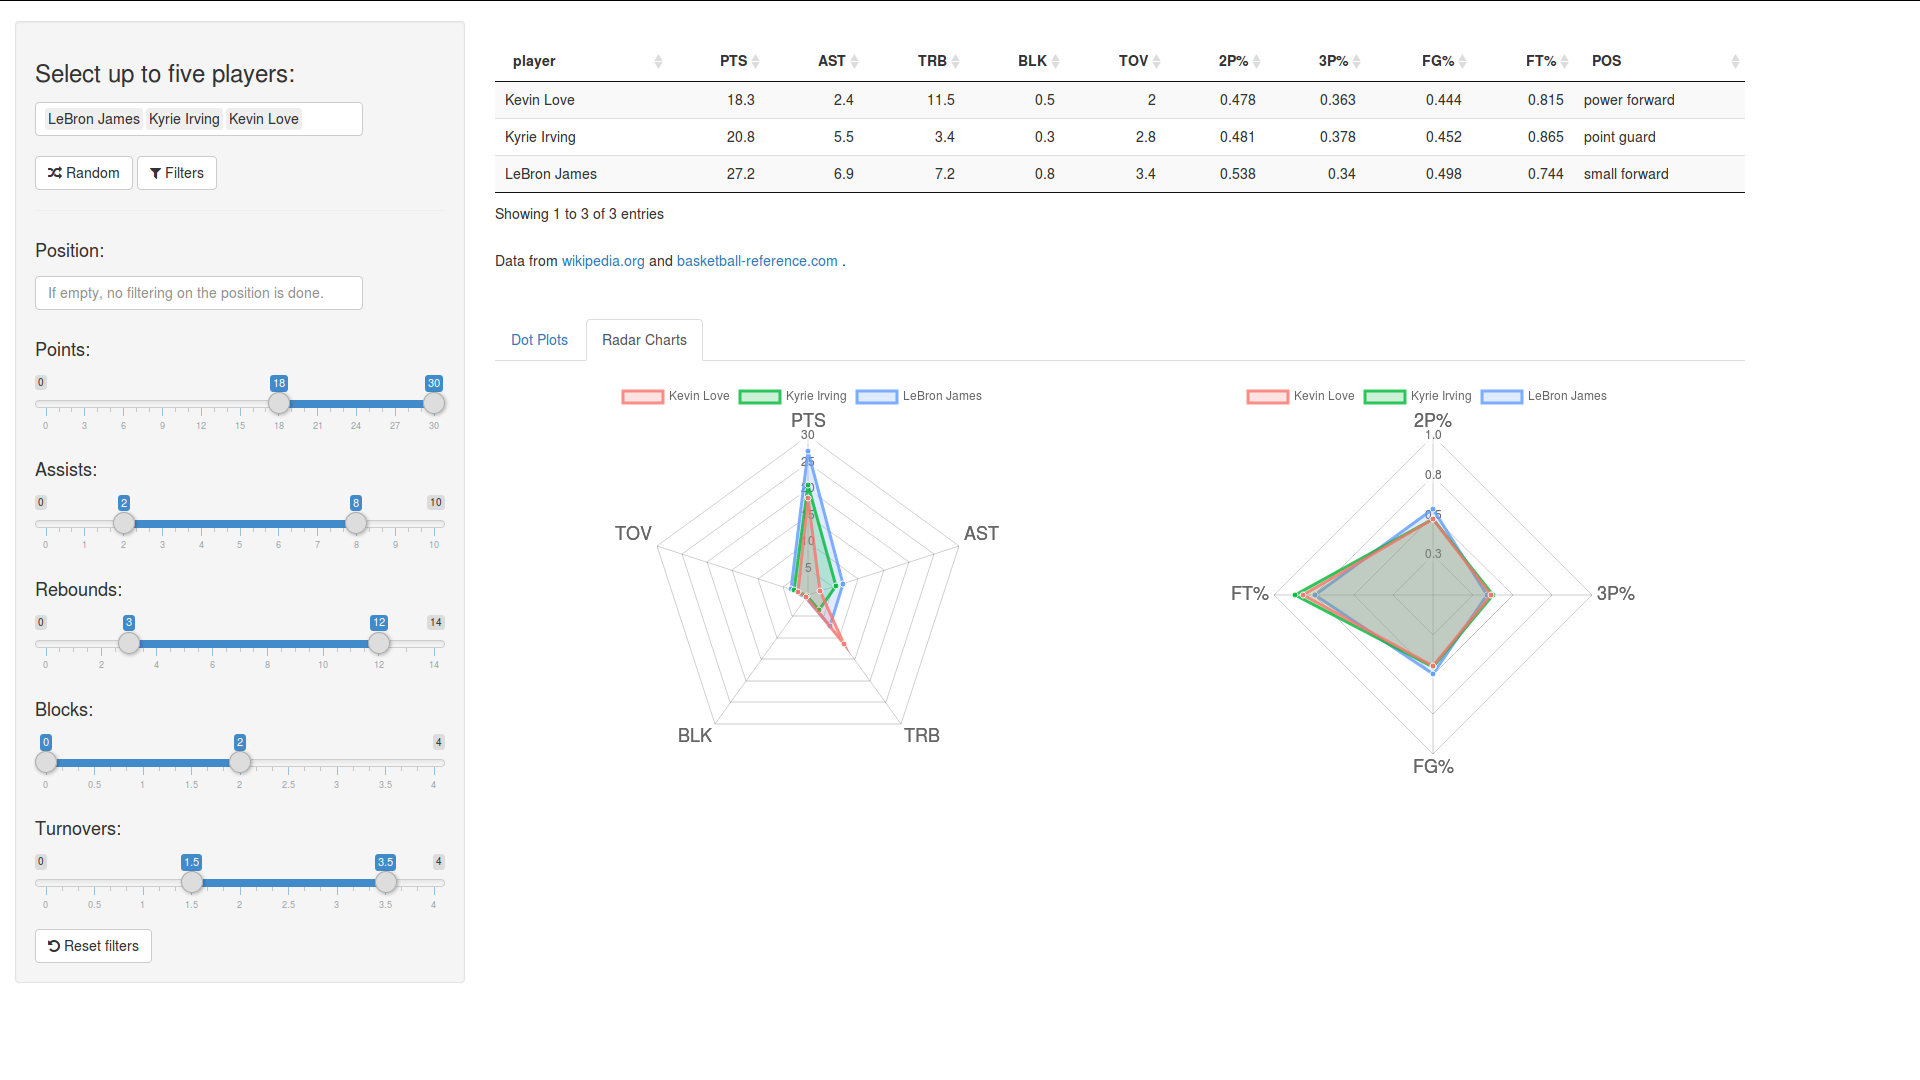 Select up to five players:
LeBron James Kyrie Irving Kevin Love
Random Filters
Position:
If empty, no filtering on the position is done.
Points:
0 18 30
0 3 6 9 12 15 18 21 24 27 30
Assists:
0 2 8 10
0 1 2 3 4 5 6 7 8 9 10
Rebounds:
0 3 12 14
0 2 4 6 8 10 12 14
Blocks:
0 2 4
0 0.5 1 1.5 2 2.5 3 3.5 4
Turnovers:
0 1.5 3.5 4
0 0.5 1 1.5 2 2.5 3 3.5 4
Reset filters
player PTS AST TRB BLK TOV 2P% 3P% FG% FT% POS
Kevin Love 18.3 2.4 11.5 0.5 2 0.478 0.363 0.444 0.815 power forward
Kyrie Irving 20.8 5.5 3.4 0.3 2.8 0.481 0.378 0.452 0.865 point guard
LeBron James 27.2 6.9 7.2 0.8 3.4 0.538 0.34 0.498 0.744 small forward
Showing 1 to 3 of 3 entries
Data from wikipedia.org and basketball-reference.com .
Dot Plots Radar Charts
Kevin Love Kyrie Irving LeBron James
PTS
30
25
5
TOV
AST
BLK
TRB
Kevin Love Kyrie Irving LeBron James
2P%
1.0
0.8
0.5
0.3
FT%
3P%
FG%